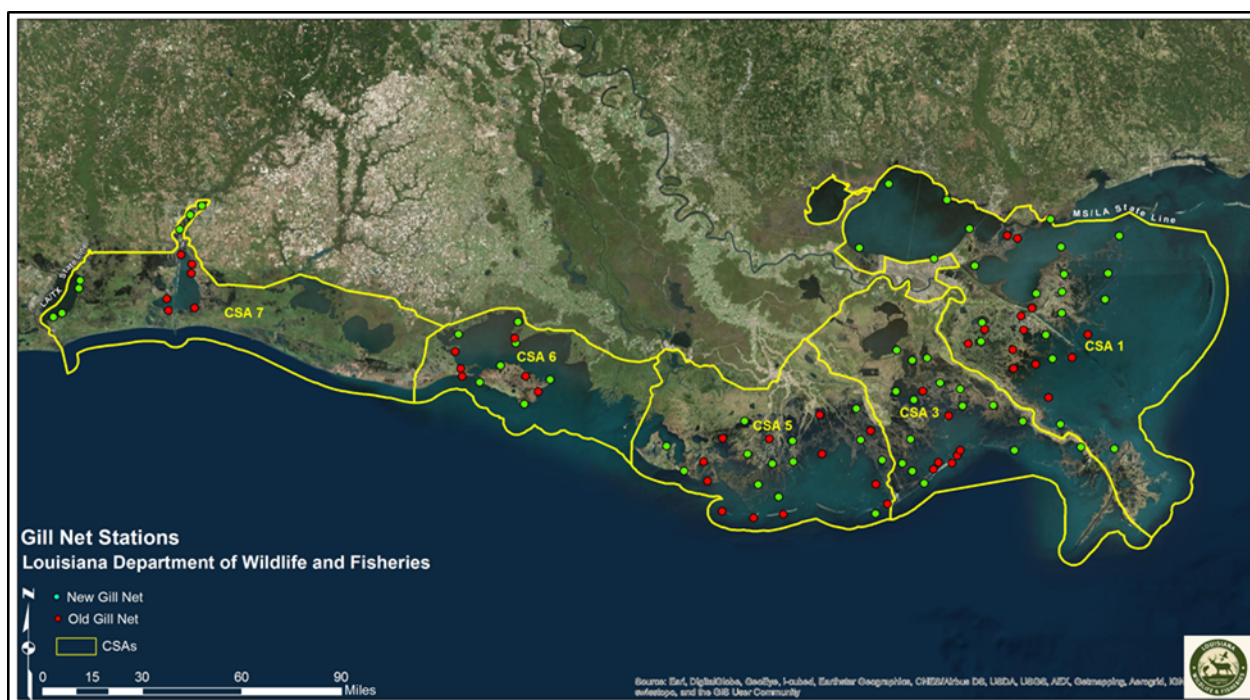 MS/LA State Line
LA/TX State Line
CSA 7
CSA 6
CSA 1
CSA 3
CSA 5
Gill Net Stations
Louisiana Department of Wildlife and Fisheries
N
New Gill Net
Old Gill Net
CSAs
0 15 30 60 90
Miles
Source: Esri, DigitalGlobe, GeoEye, i-cubed, Earthstar Geographics, CNES/Airbus DS, USDA, USGS, AEX, Getmapping, Aerogrid, IGN
swisstopo, and the GIS User Community
LOUISIANA
WILDLIFE & FISHERIES